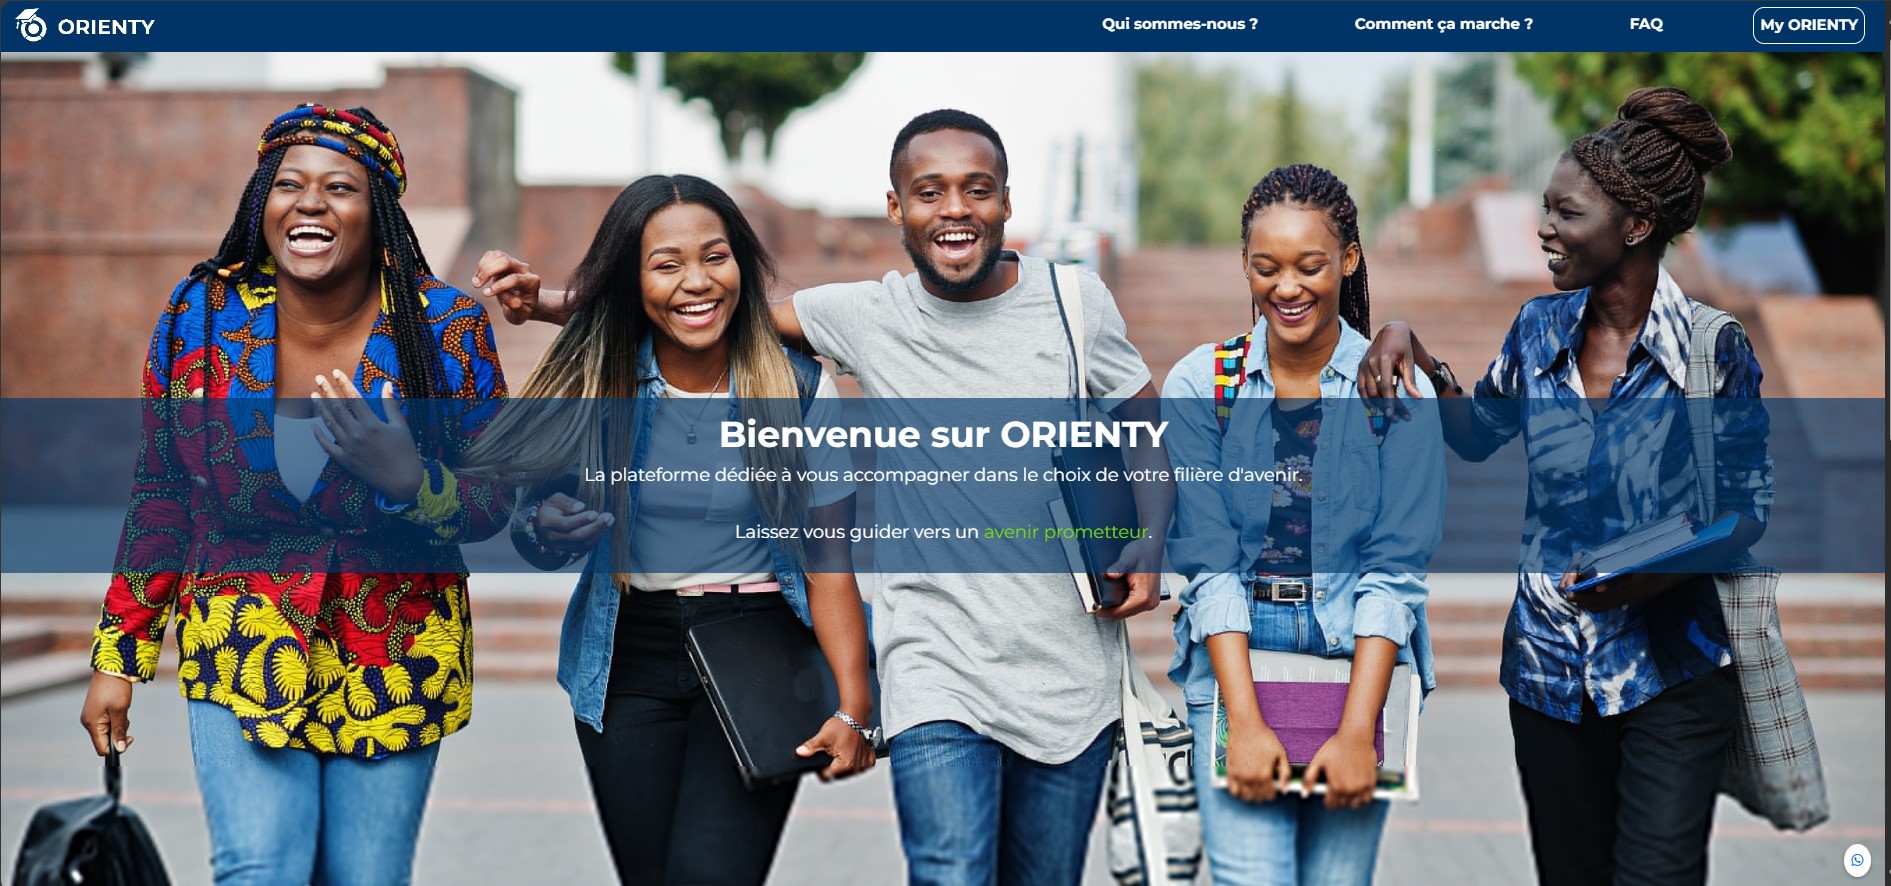 ORIENTY
Qui sommes-nous ?
Comment ça marche ?
FAQ
My ORIENTY
Bienvenue sur ORIENTY
La plateforme dédiée à vous accompagner dans le choix de votre filière d'avenir.
Laissez vous guider vers un avenir prometteur.